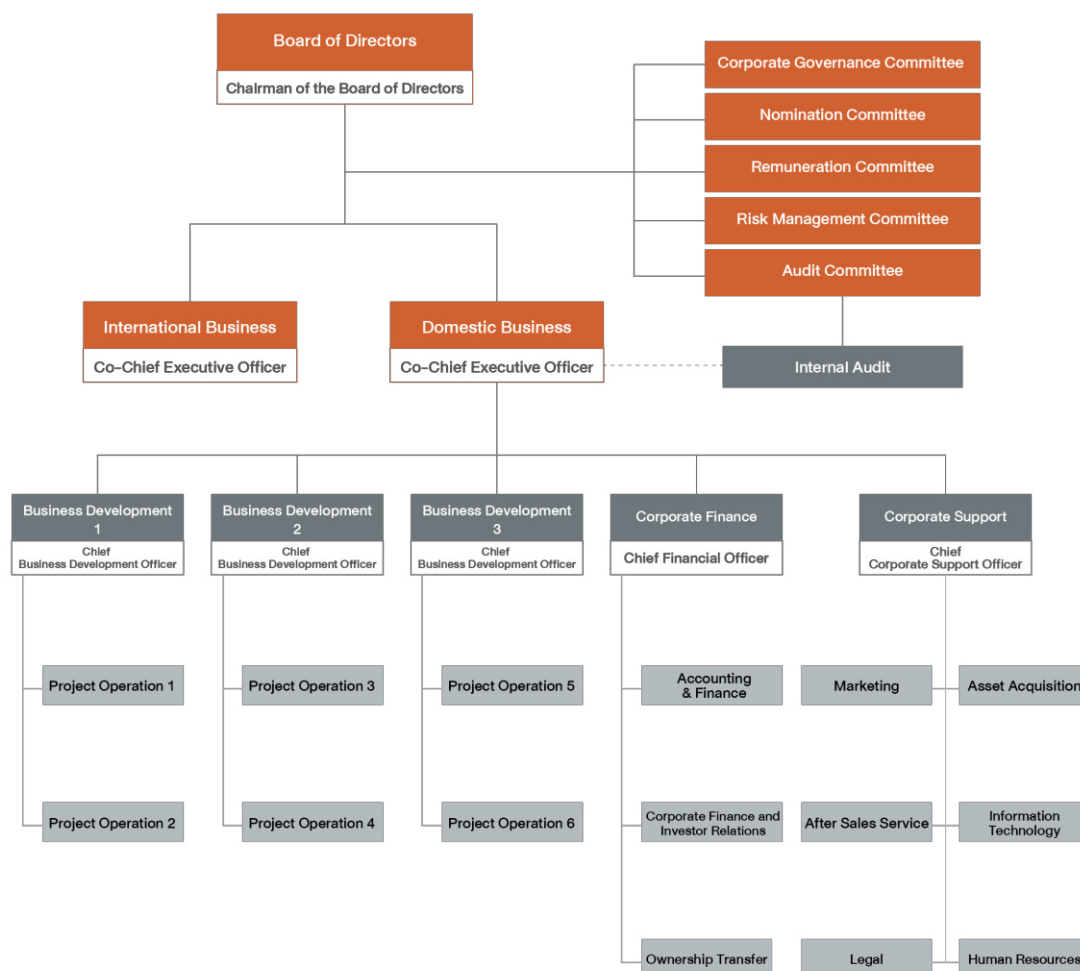 Board of Directors
Chairman of the Board of Directors
Corporate Governance Committee
Nomination Committee
Remuneration Committee
Risk Management Committee
Audit Committee
International Business
Co-Chief Executive Officer
Domestic Business
Co-Chief Executive Officer
Internal Audit
Business Development
1
Chief
Business Development Officer
Business Development
2
Chief
Business Development Officer
Business Development
3
Chief
Business Development Officer
Corporate Finance
Chief Financial Officer
Corporate Support
Chief
Corporate Support Officer
Project Operation 1
Project Operation 3
Project Operation 5
Accounting
& Finance
Marketing
Asset Acquisition
Project Operation 2
Project Operation 4
Project Operation 6
Corporate Finance and
Investor Relations
After Sales Service
Information
Technology
Ownership Transfer
Legal
Human Resources